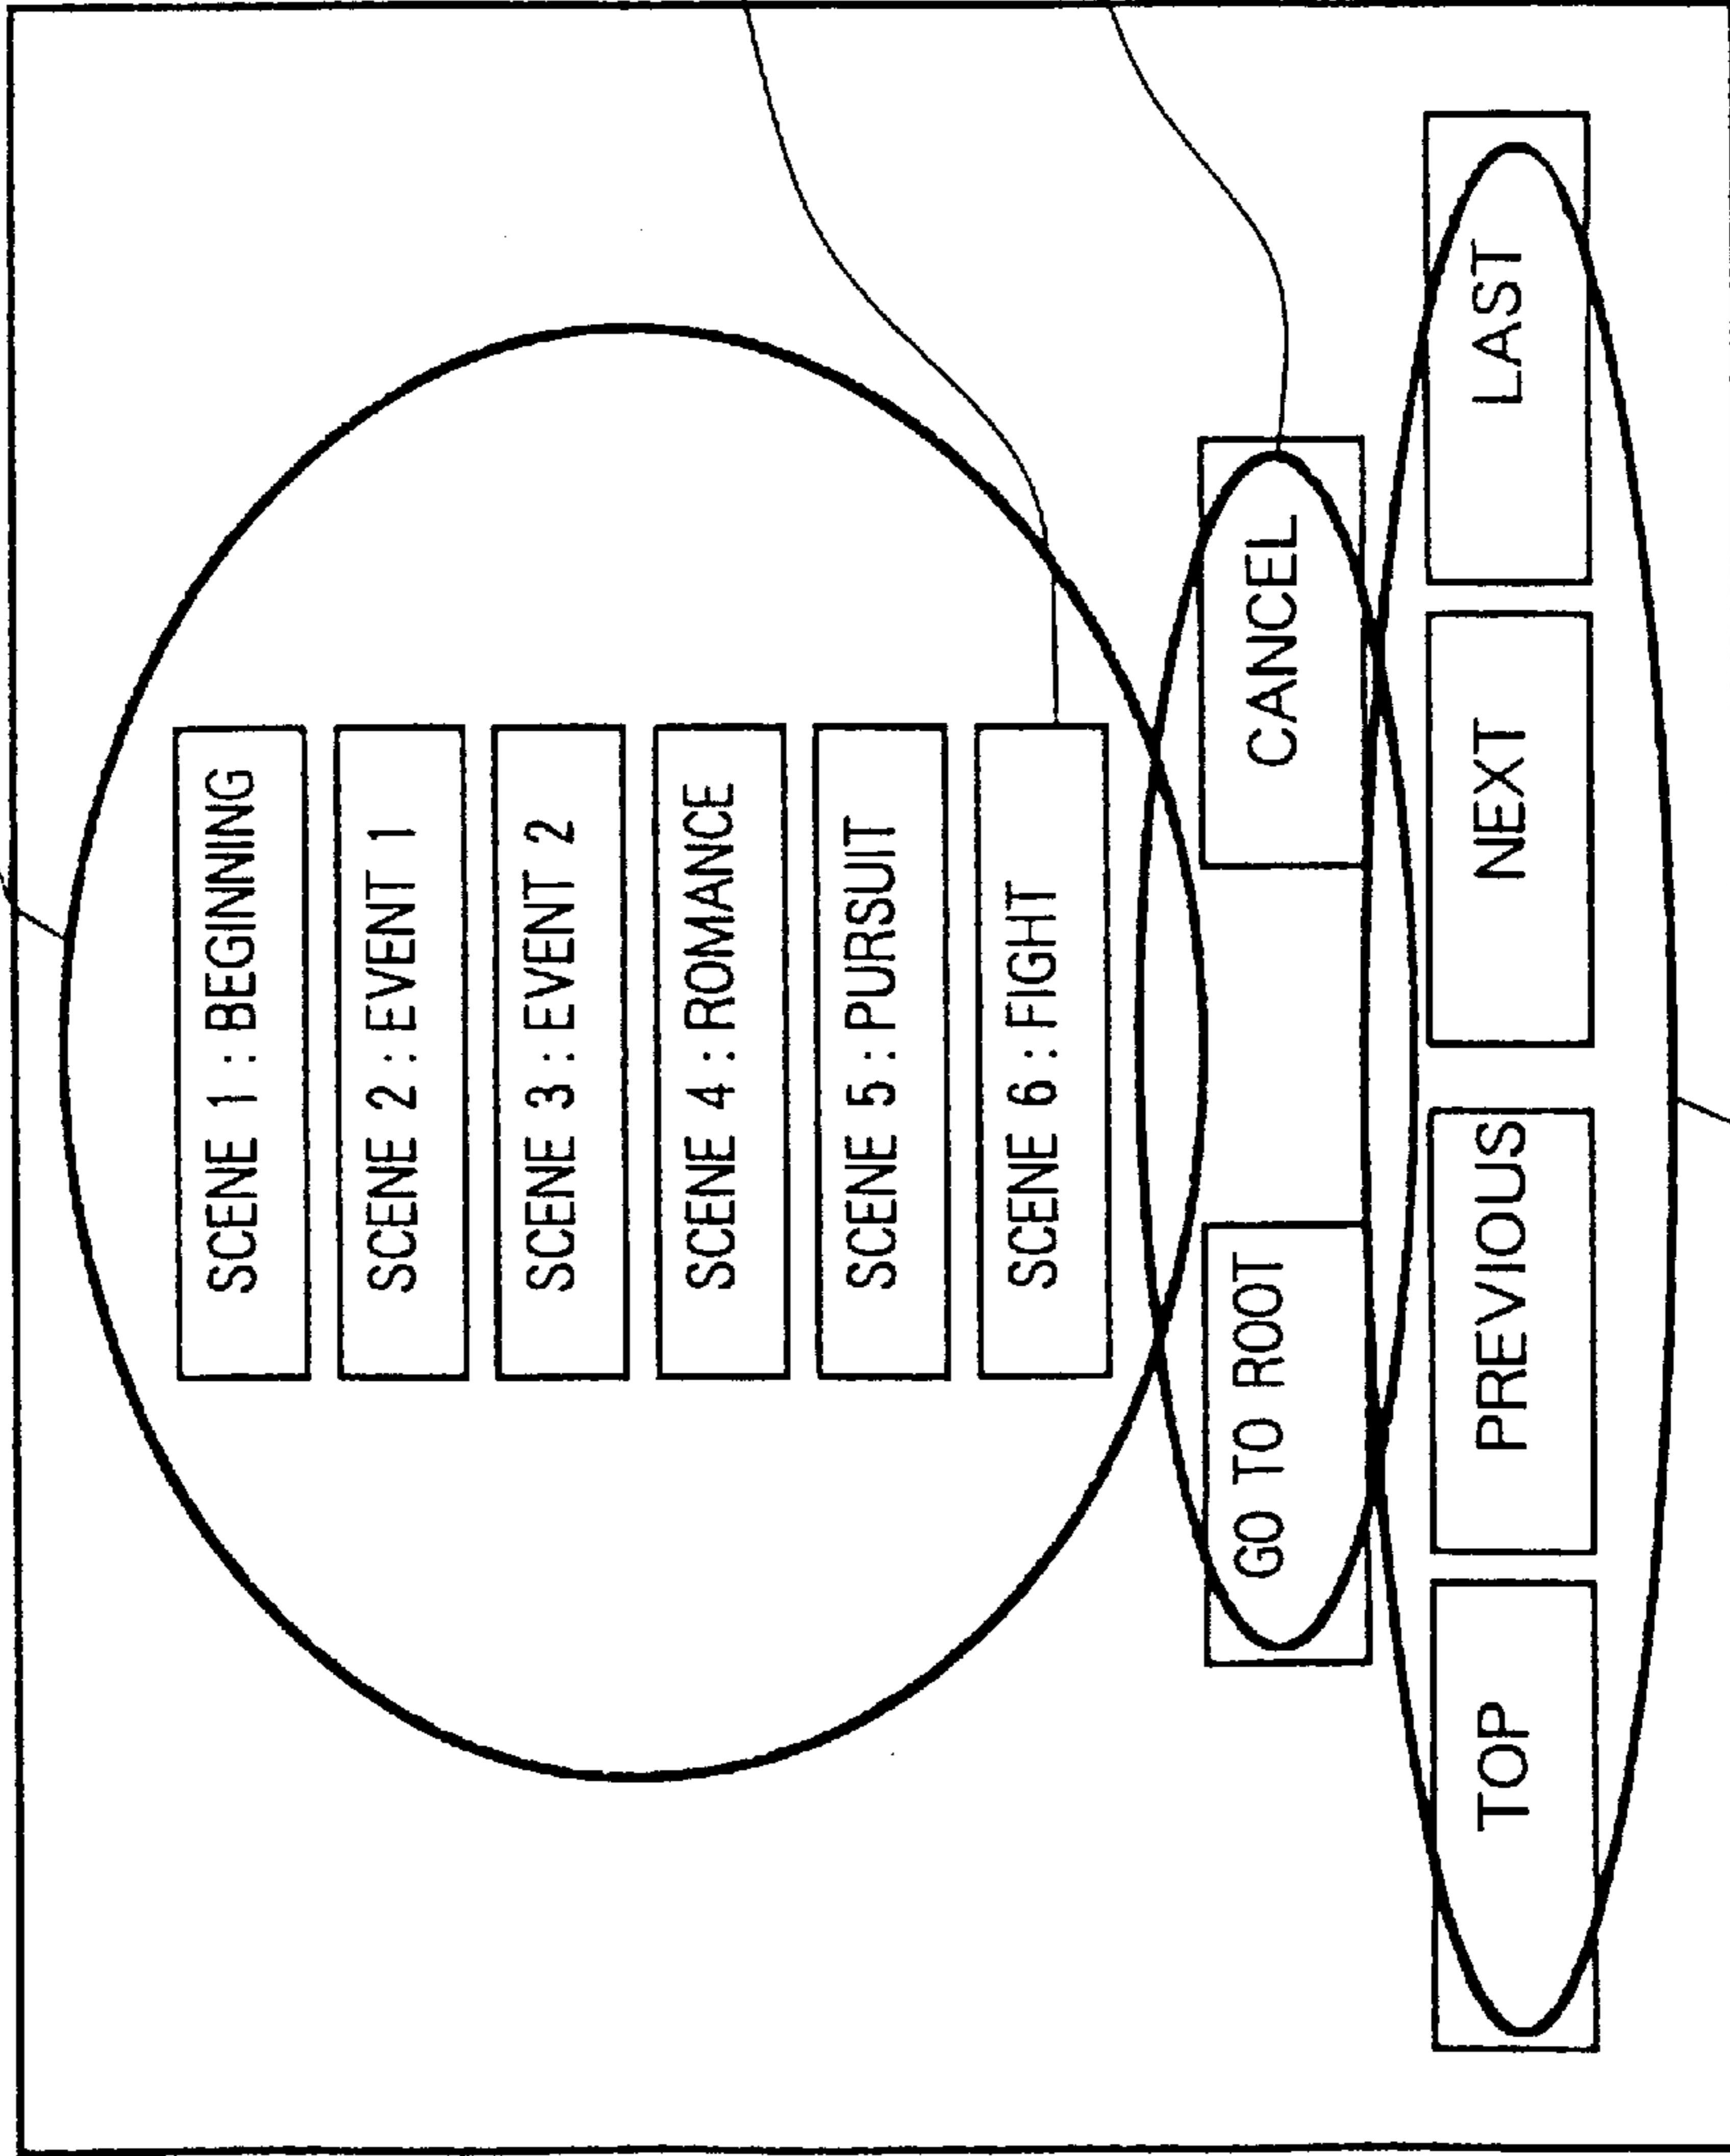 SCENE 1 : BEGINNING
SCENE 2 : EVENT 1
SCENE 3 : EVENT 2
SCENE 4 : ROMANCE
SCENE 5 : PURSUIT
SCENE 6 : FIGHT
GO TO ROOT CANCEL
TOP PREVIOUS NEXT LAST